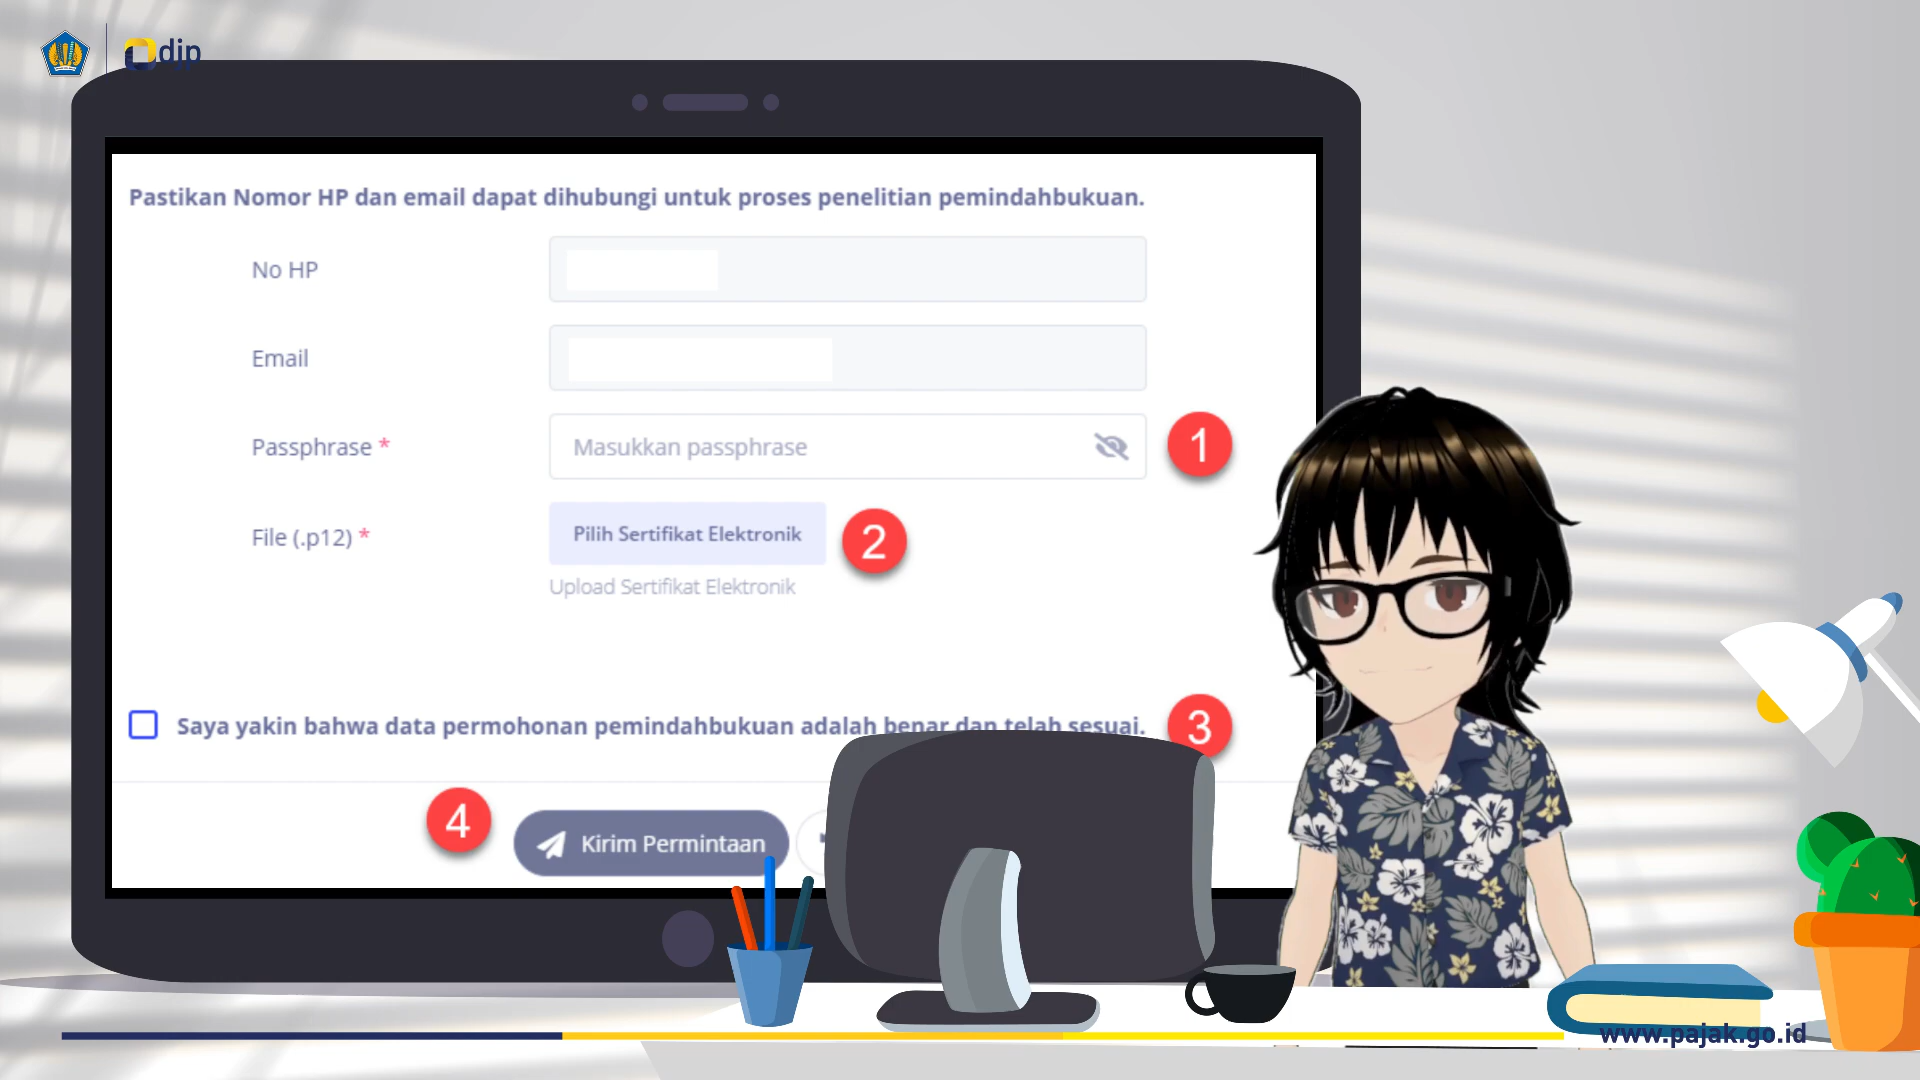 djp
Pastikan Nomor HP dan email dapat dihubungi untuk proses penelitian pemindahbukuan.
No HP
Email
Passphrase *
Masukkan passphrase
1
File (.p12) *
Pilih Sertifikat Elektronik
2
Upload Sertifikat Elektronik
Saya yakin bahwa data permohonan pemindahbukuan adalah benar dan telah sesuai.
3
4
Kirim Permintaan
www.pajak.go.id